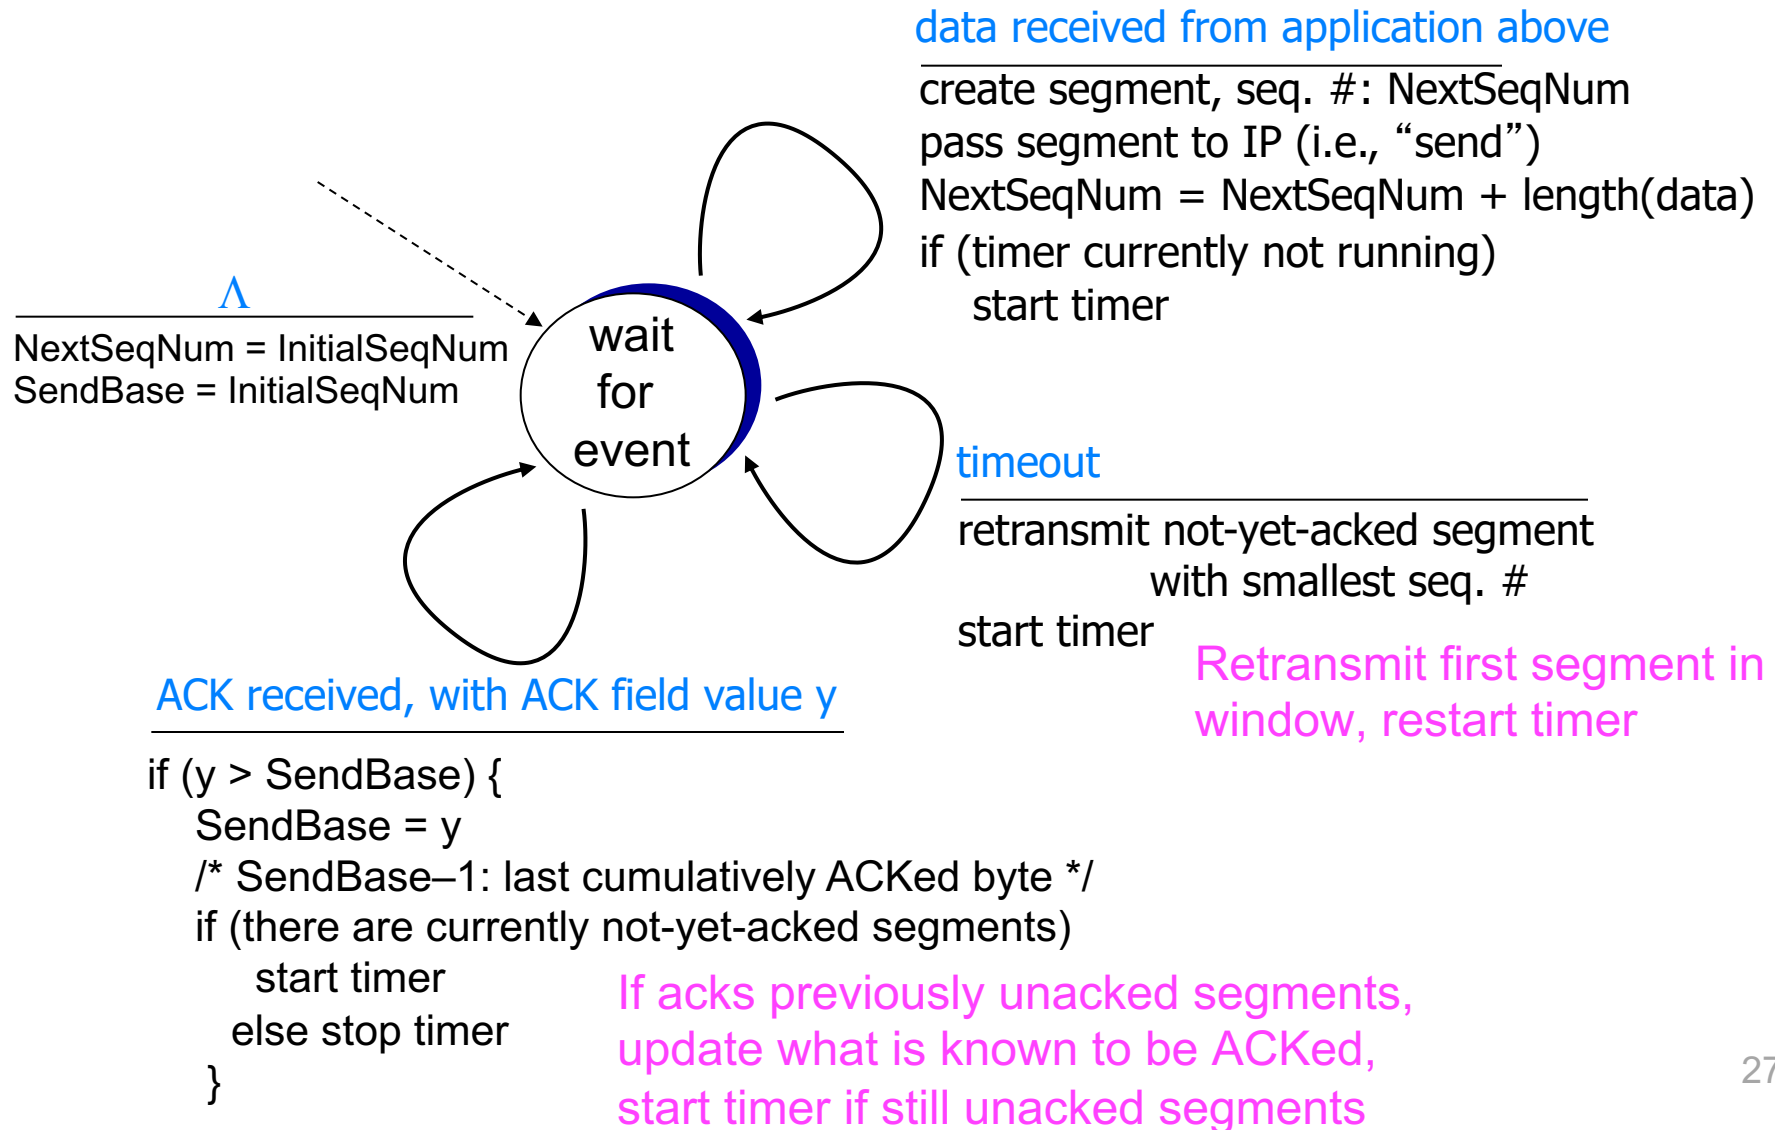 data received from application above
create segment, seq. #: NextSeqNum
pass segment to IP (i.e., “send”)
NextSeqNum = NextSeqNum + length(data)
if (timer currently not running)
start timer
Λ
NextSeqNum = InitialSeqNum
SendBase = InitialSeqNum
wait
for
event
timeout
retransmit not-yet-acked segment
with smallest seq. #
start timer
Retransmit first segment in
window, restart timer
ACK received, with ACK field value y
if (y > SendBase) {
SendBase = y
/* SendBase–1: last cumulatively ACKed byte */
if (there are currently not-yet-acked segments)
start timer
else stop timer
}
If acks previously unacked segments,
update what is known to be ACKed,
start timer if still unacked segments
27